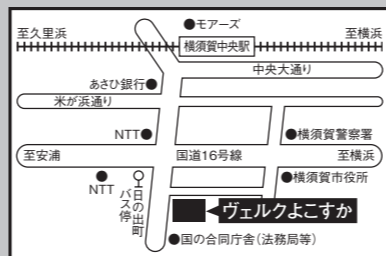 ●モアーズ
至久里浜
横須賀中央駅
至横浜
中央大通り
あさひ銀行●
米が浜通り
NTT●
●横須賀警察署
至安浦
国道16号線
至横浜
●
NTT
日の出町
バス停
●横須賀市役所
ヴェルクよこすか
●国の合同庁舎(法務局等)